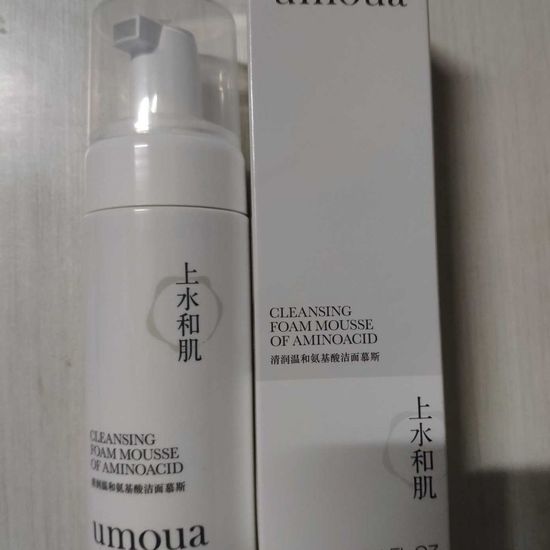 上水和肌
CLEANSING
FOAM MOUSSE
OF AMINOACID
清润温和氨基酸洁面慕斯
umoua
umoua
CLEANSING
FOAM MOUSSE
OF AMINOACID
清润温和氨基酸洁面慕斯
上水和肌